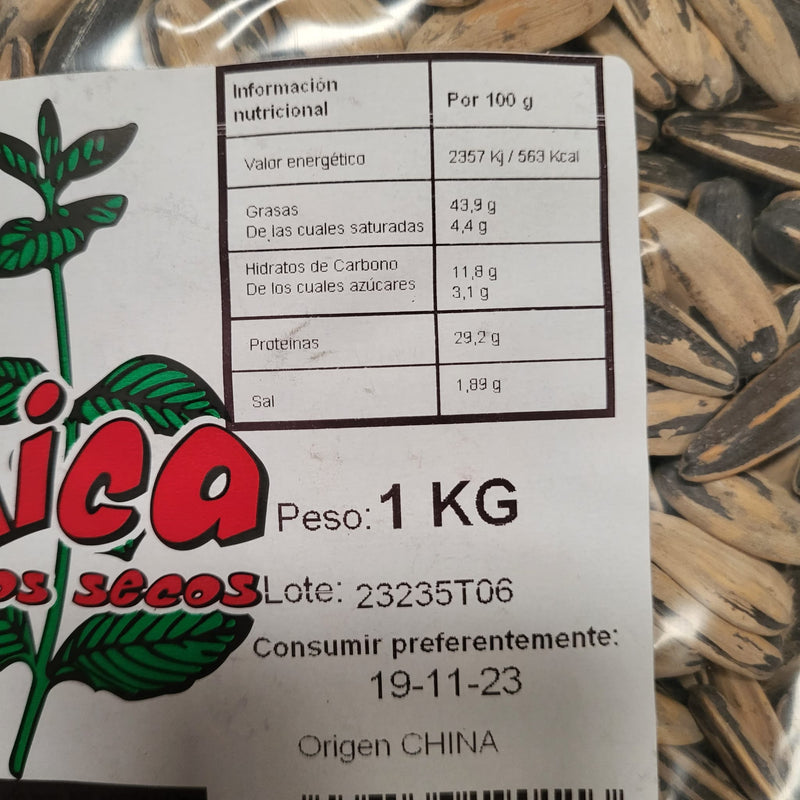 Información nutricional
Por 100 g
Valor energético
2357 Kj / 563 Kcal
Grasas
43,9 g
De las cuales saturadas
4,4 g
Hidratos de Carbono
11,8 g
De los cuales azúcares
3,1 g
Proteinas
29,2 g
Sal
1,89 g
Peso: 1 KG
secos
Lote: 23235T06
Consumir preferentemente:
19-11-23
Origen CHINA